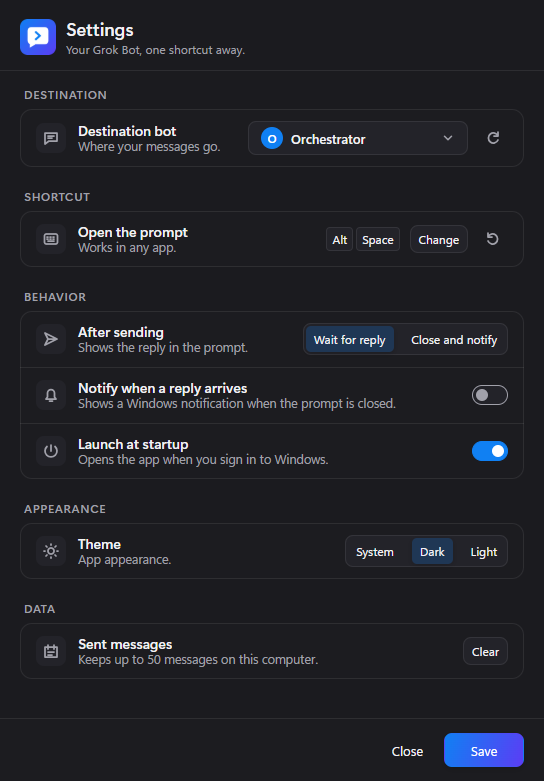 Settings
Your Grok Bot, one shortcut away.
DESTINATION
Destination bot
Where your messages go.
O Orchestrator
SHORTCUT
Open the prompt
Works in any app.
Alt Space Change
BEHAVIOR
After sending
Shows the reply in the prompt.
Wait for reply Close and notify
Notify when a reply arrives
Shows a Windows notification when the prompt is closed.
Launch at startup
Opens the app when you sign in to Windows.
APPEARANCE
Theme
App appearance.
System Dark Light
DATA
Sent messages
Keeps up to 50 messages on this computer.
Clear
Close Save